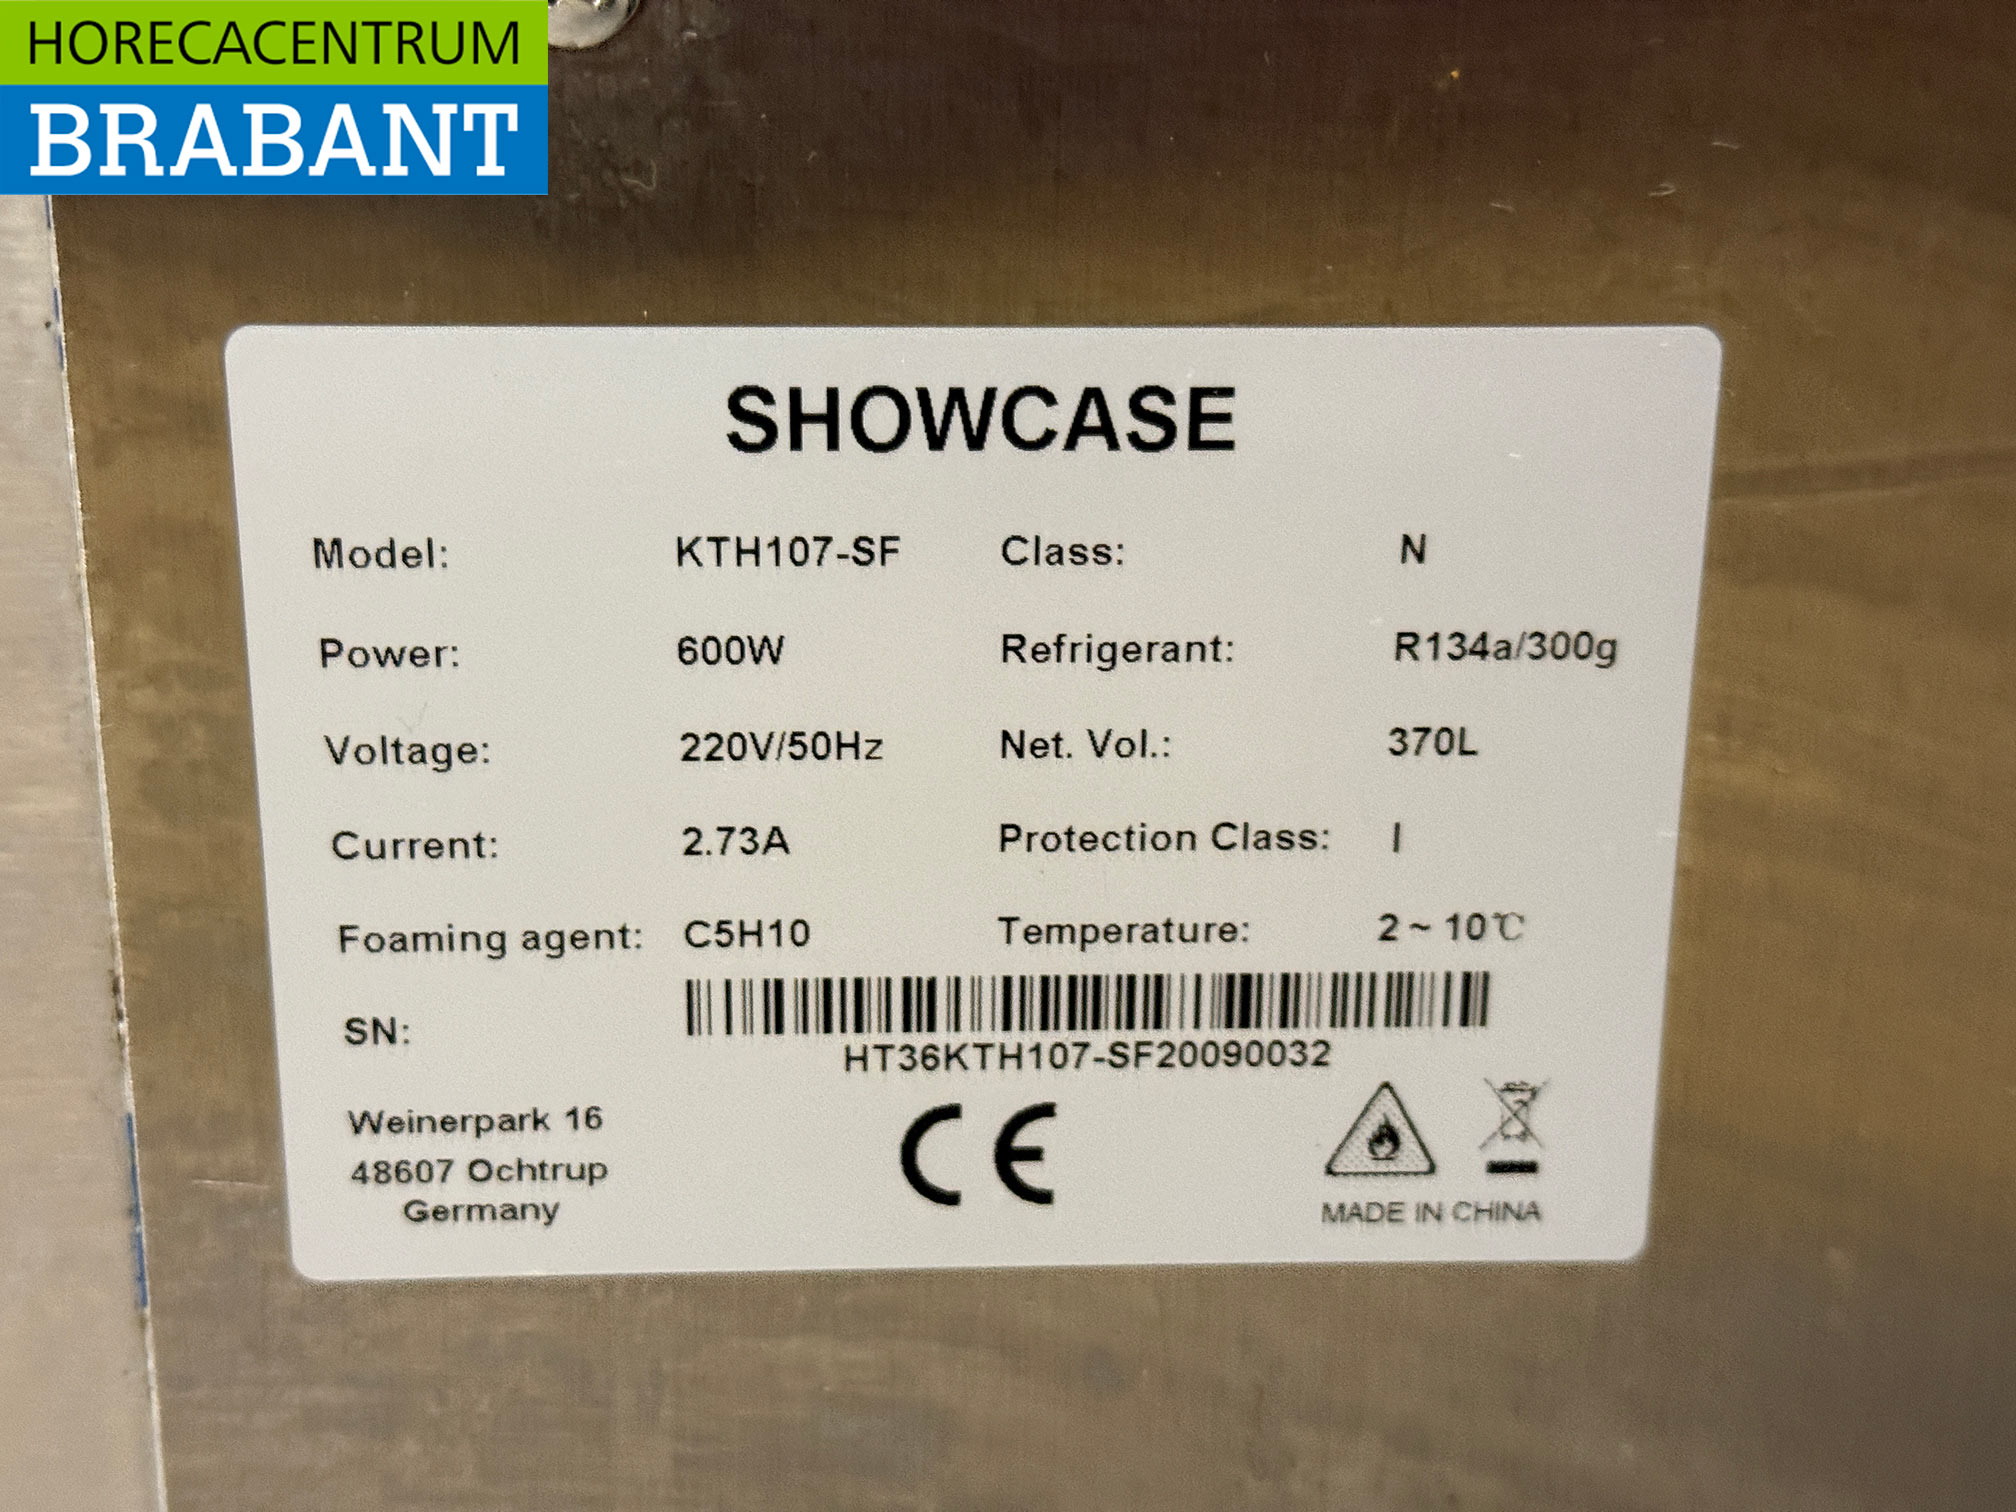 HORECACENTRUM
BRABANT
SHOWCASE
Model: KTH107-SF Class: N
Power: 600W Refrigerant: R134a/300g
Voltage: 220V/50Hz Net. Vol.: 370L
Current: 2.73A Protection Class: I
Foaming agent: C5H10 Temperature: 2~10℃
SN:
HT36KTH107-SF20090032
Weinerpark 16
48607 Ochtrup
Germany
CE
MADE IN CHINA